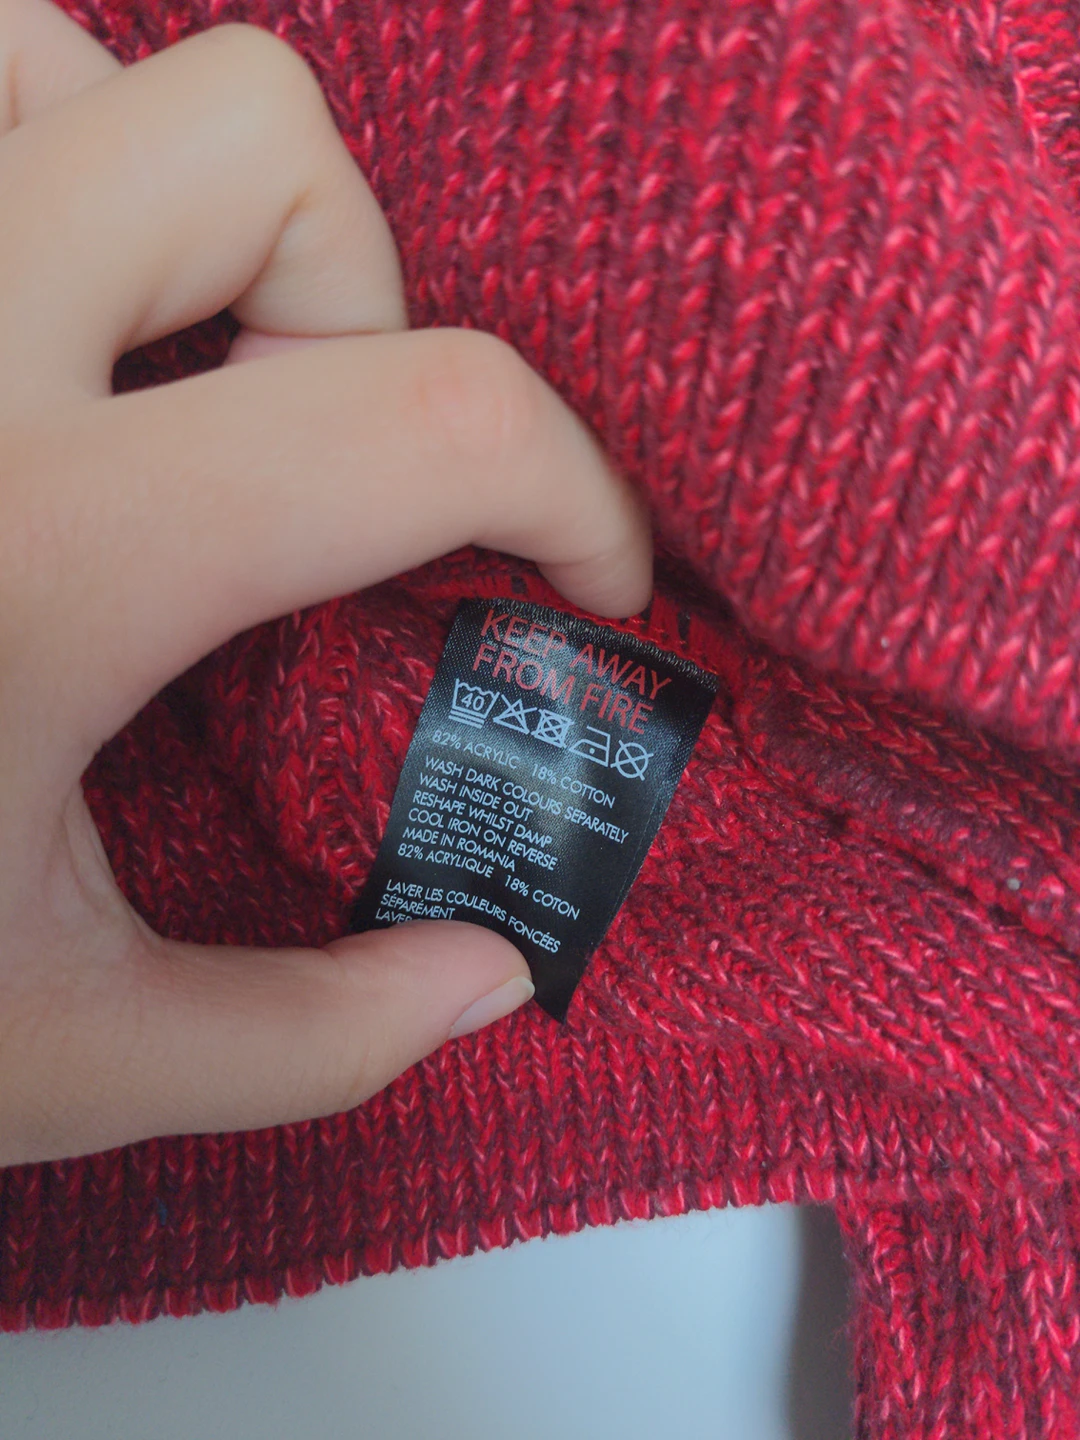 KEEP AWAY
FROM FIRE
40
82% ACRYLIC 18% COTTON
WASH DARK COLOURS SEPARATELY
WASH INSIDE OUT
RESHAPE WHILST DAMP
COOL IRON ON REVERSE
MADE IN ROMANIA
82% ACRYLIQUE 18% COTON
LAVER LES COULEURS FONCÉES
SÉPARÉMENT